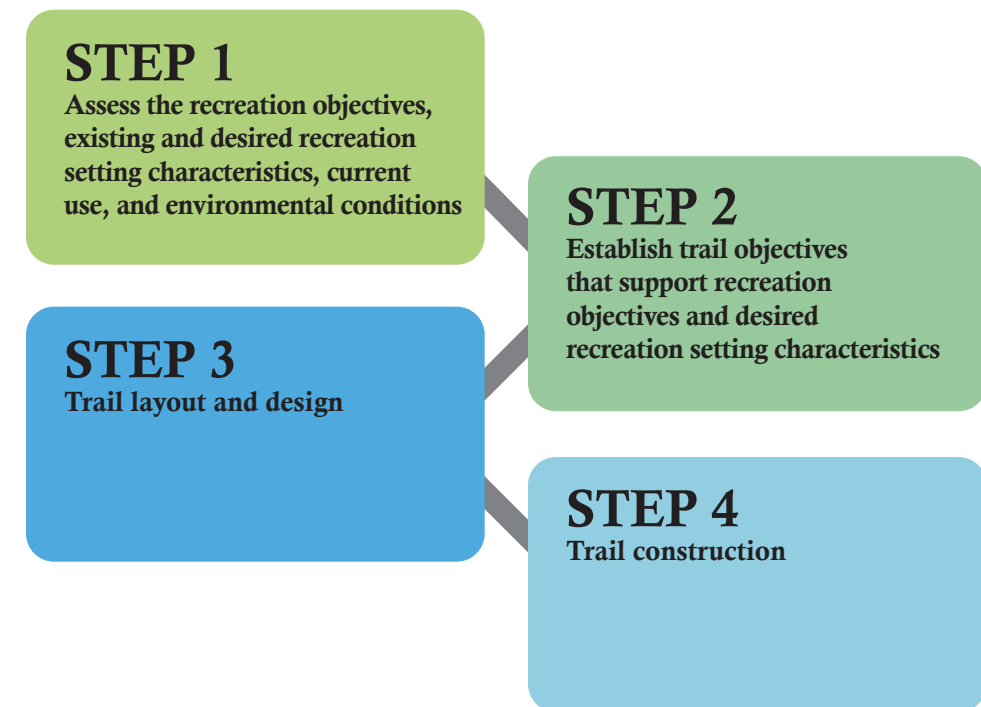 STEP 1
Assess the recreation objectives,
existing and desired recreation
setting characteristics, current
use, and environmental conditions
STEP 2
Establish trail objectives
that support recreation
objectives and desired
recreation setting characteristics
STEP 3
Trail layout and design
STEP 4
Trail construction